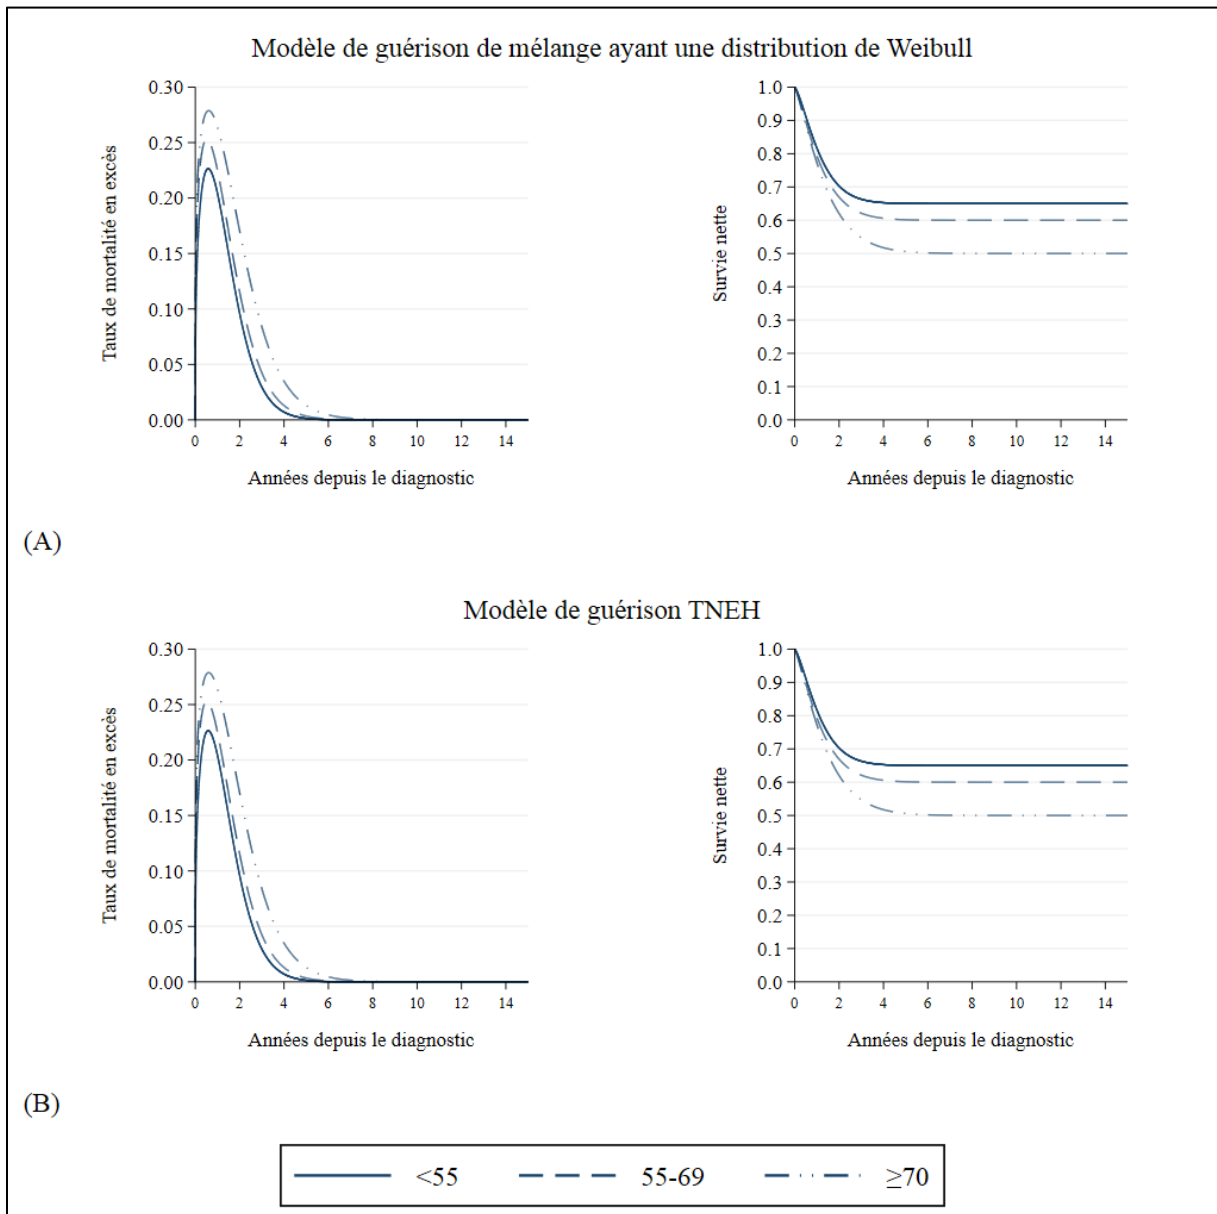 Modèle de guérison de mélange ayant une distribution de Weibull
Taux de mortalité en excès
0.30
0.25
0.20
0.15
0.10
0.05
0.00
0 2 4 6 8 10 12 14
Années depuis le diagnostic
Survie nette
1.0
0.9
0.8
0.7
0.6
0.5
0.4
0.3
0.2
0.1
0.0
0 2 4 6 8 10 12 14
Années depuis le diagnostic
(A)
Modèle de guérison TNEH
Taux de mortalité en excès
0.30
0.25
0.20
0.15
0.10
0.05
0.00
0 2 4 6 8 10 12 14
Années depuis le diagnostic
Survie nette
1.0
0.9
0.8
0.7
0.6
0.5
0.4
0.3
0.2
0.1
0.0
0 2 4 6 8 10 12 14
Années depuis le diagnostic
(B)
<55 55-69 ≥70